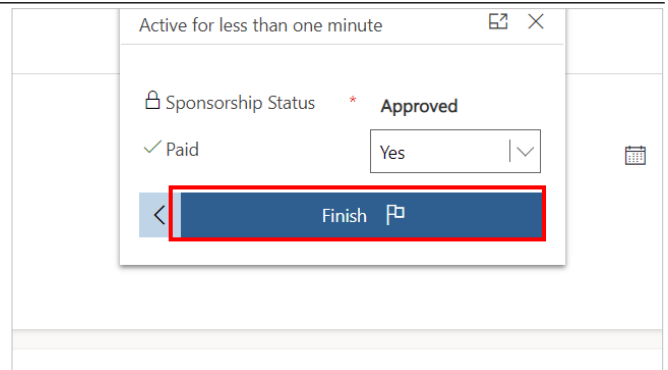 Active for less than one minute
Sponsorship Status * Approved
Paid Yes
Finish